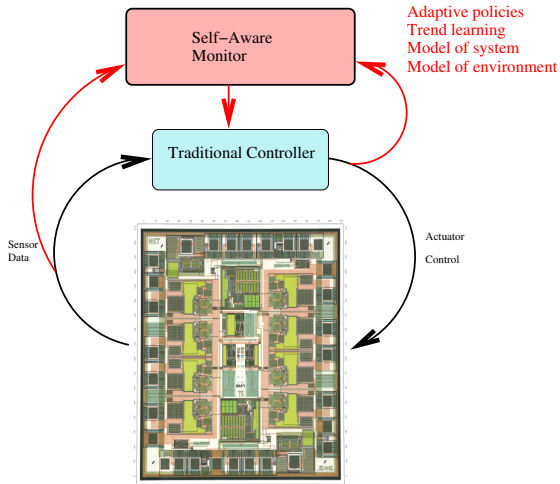 Adaptive policies
Trend learning
Model of system
Model of environment
Self−Aware
Monitor
Traditional Controller
Sensor
Data
Actuator
Control
HST